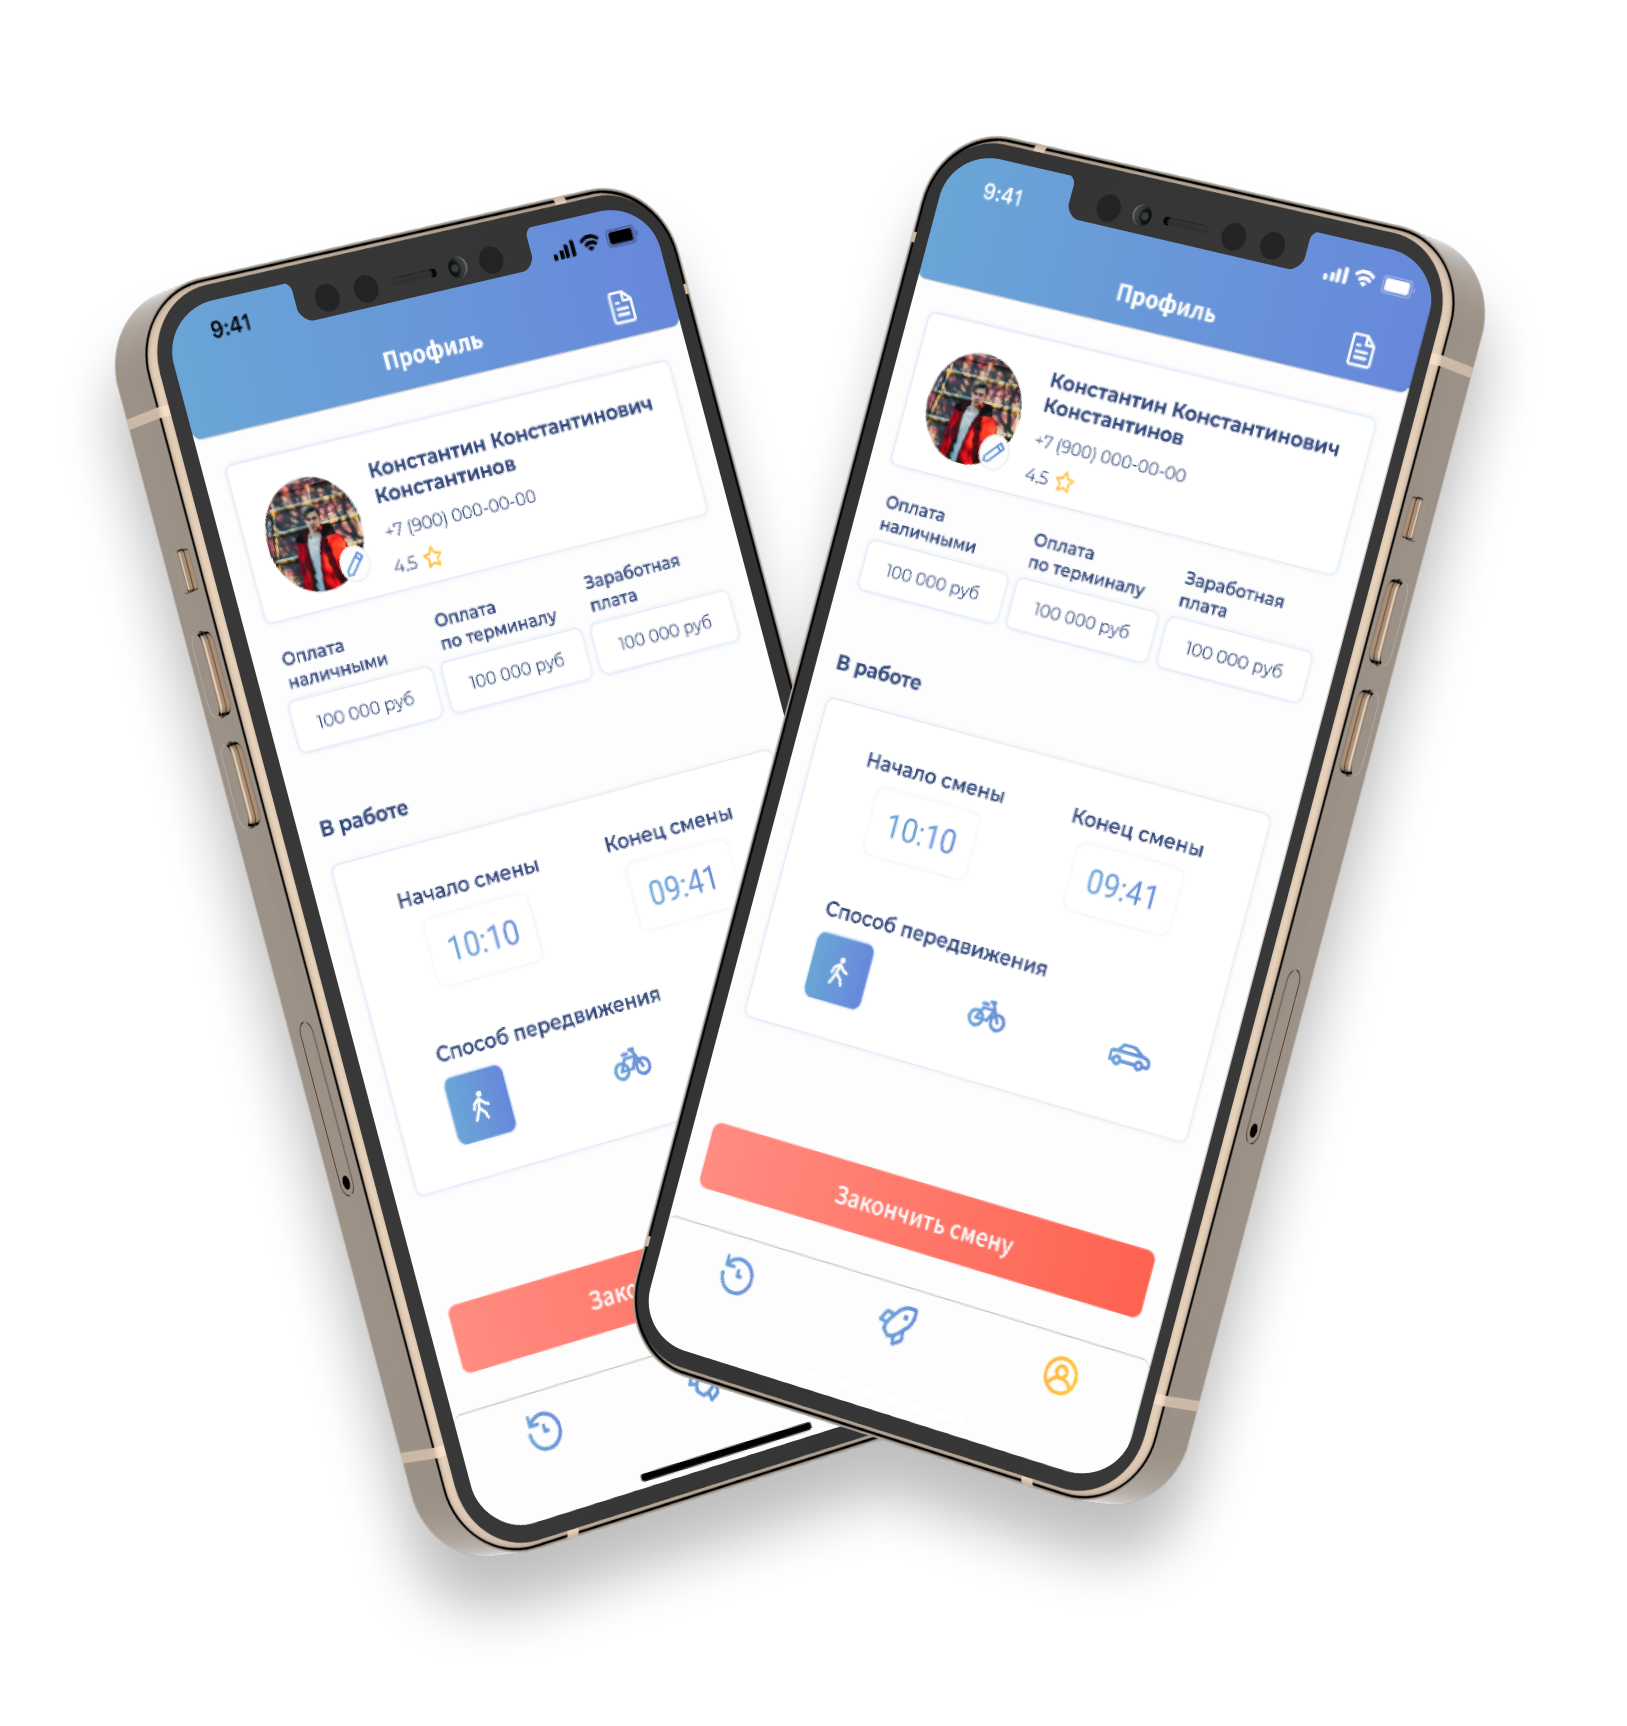 9:41
Профиль
Константин Константинович
Константинов
+7 (900) 000-00-00
4.5
Оплата
наличными
100 000 руб
Оплата
по терминалу
100 000 руб
Заработная
плата
100 000 руб
В работе
Начало смены
10:10
Конец смены
09:41
Способ передвижения
Зако
9:41
Профиль
Константин Константинович
Константинов
+7 (900) 000-00-00
4.5
Оплата
наличными
100 000 руб
Оплата
по терминалу
100 000 руб
Заработная
плата
100 000 руб
В работе
Начало смены
10:10
Конец смены
09:41
Способ передвижения
Закончить смену